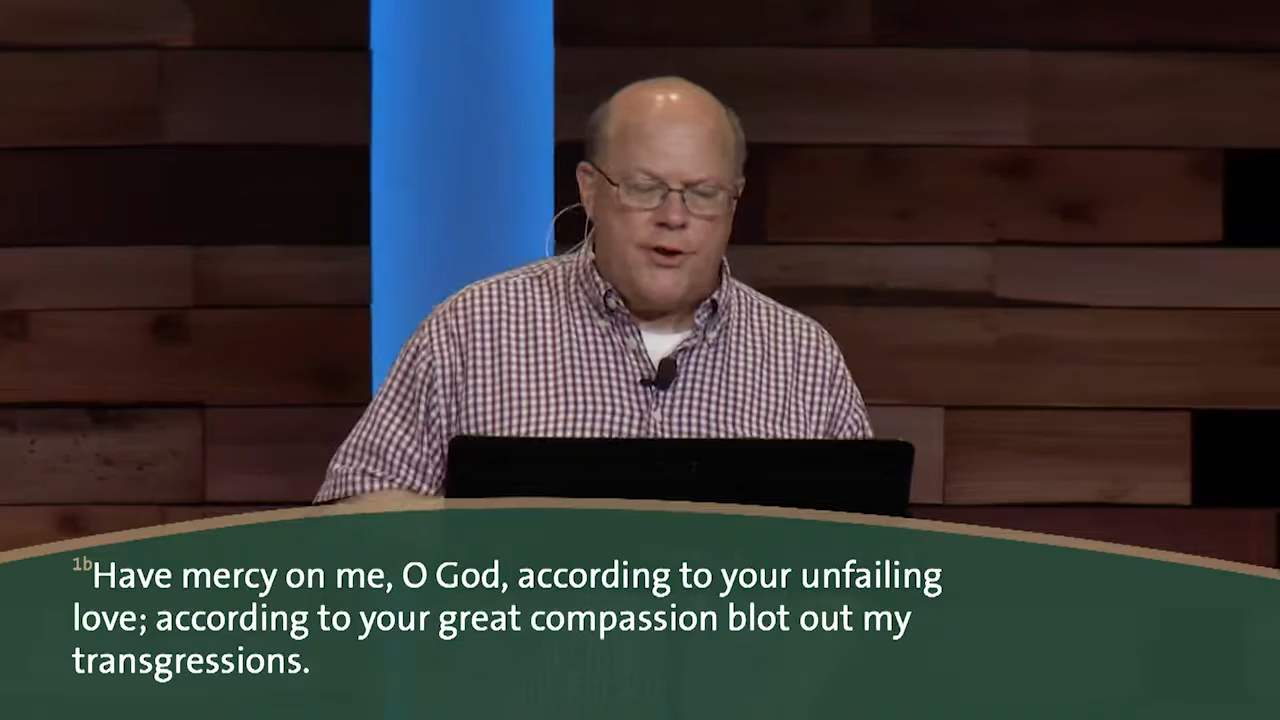 1bHave mercy on me, O God, according to your unfailing
love; according to your great compassion blot out my
transgressions.